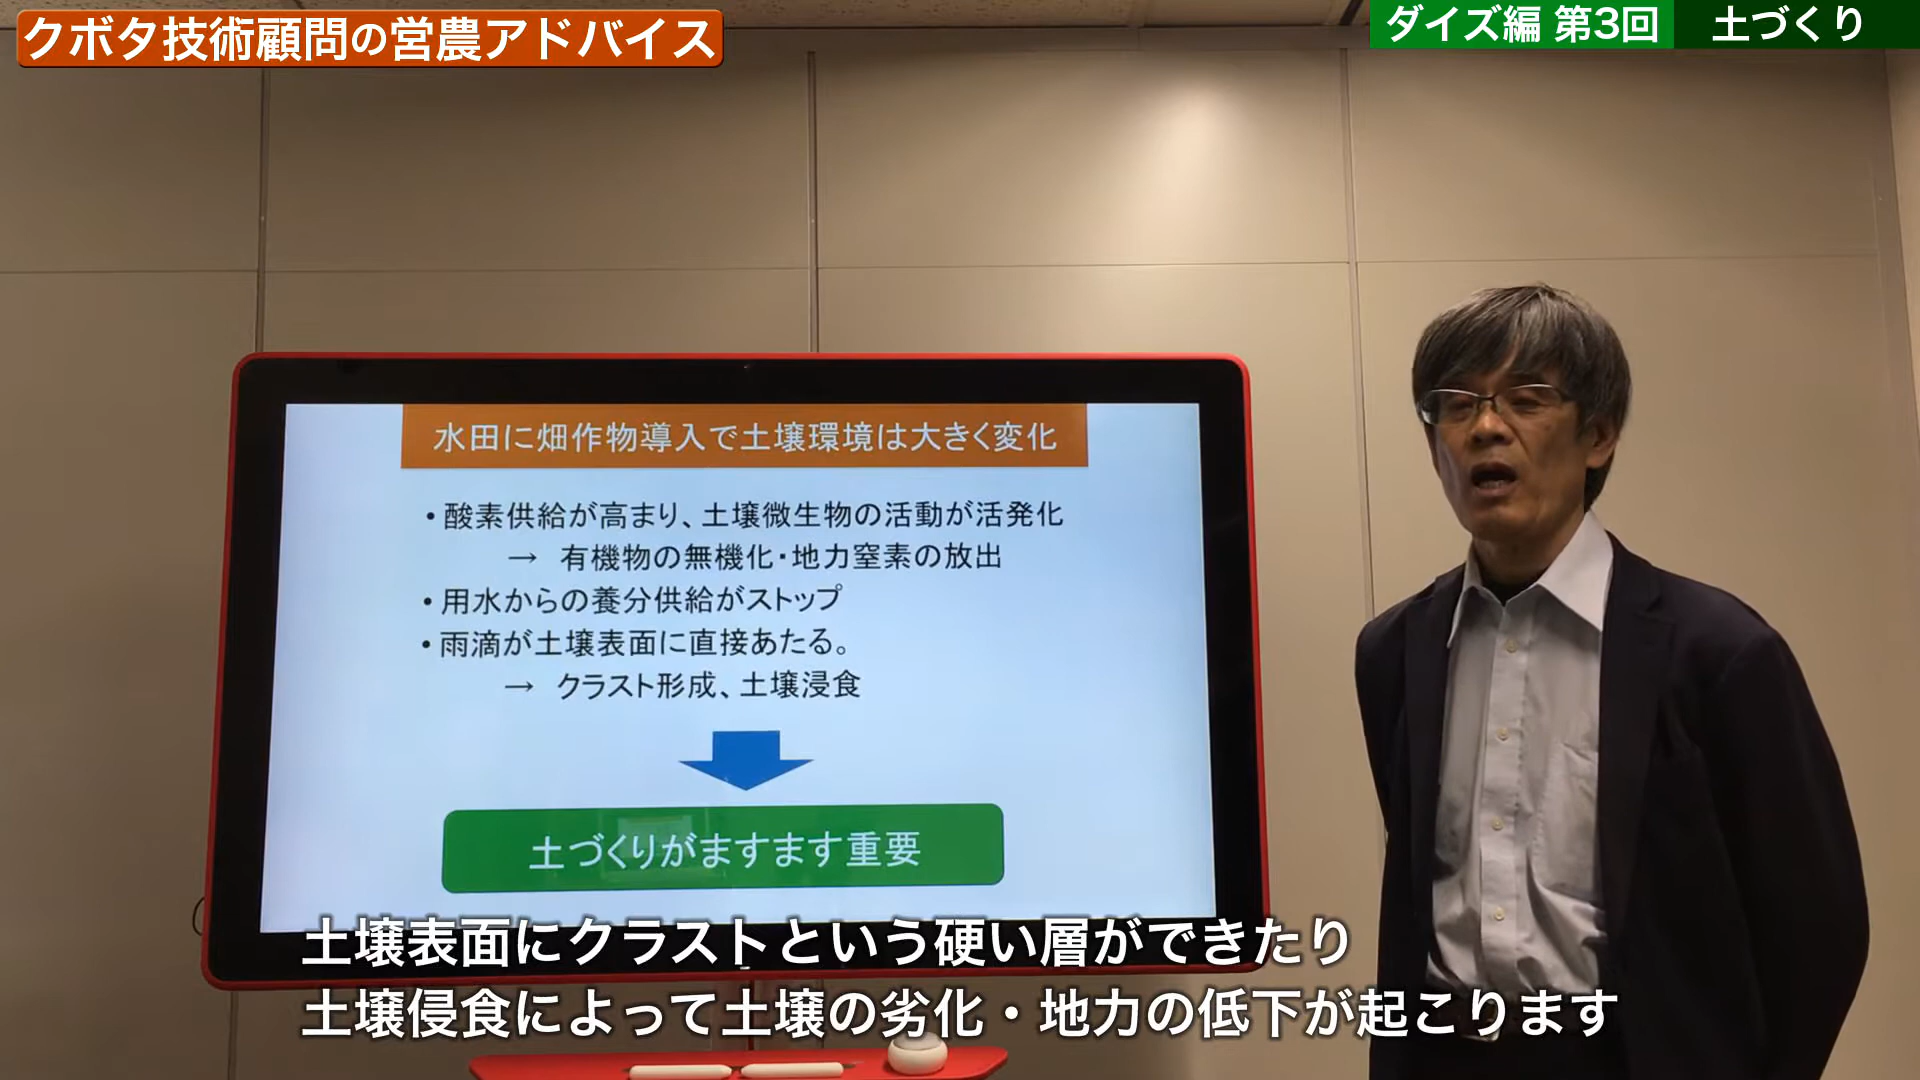 クボタ技術顧問の営農アドバイス
ダイズ編 第3回 土づくり
水田に畑作物導入で土壌環境は大きく変化
・酸素供給が高まり、土壌微生物の活動が活発化
→ 有機物の無機化・地力窒素の放出
・用水からの養分供給がストップ
・雨滴が土壌表面に直接あたる。
→ クラスト形成、土壌浸食
土づくりがますます重要
土壌表面にクラストという硬い層ができたり
土壌侵食によって土壌の劣化・地力の低下が起こります